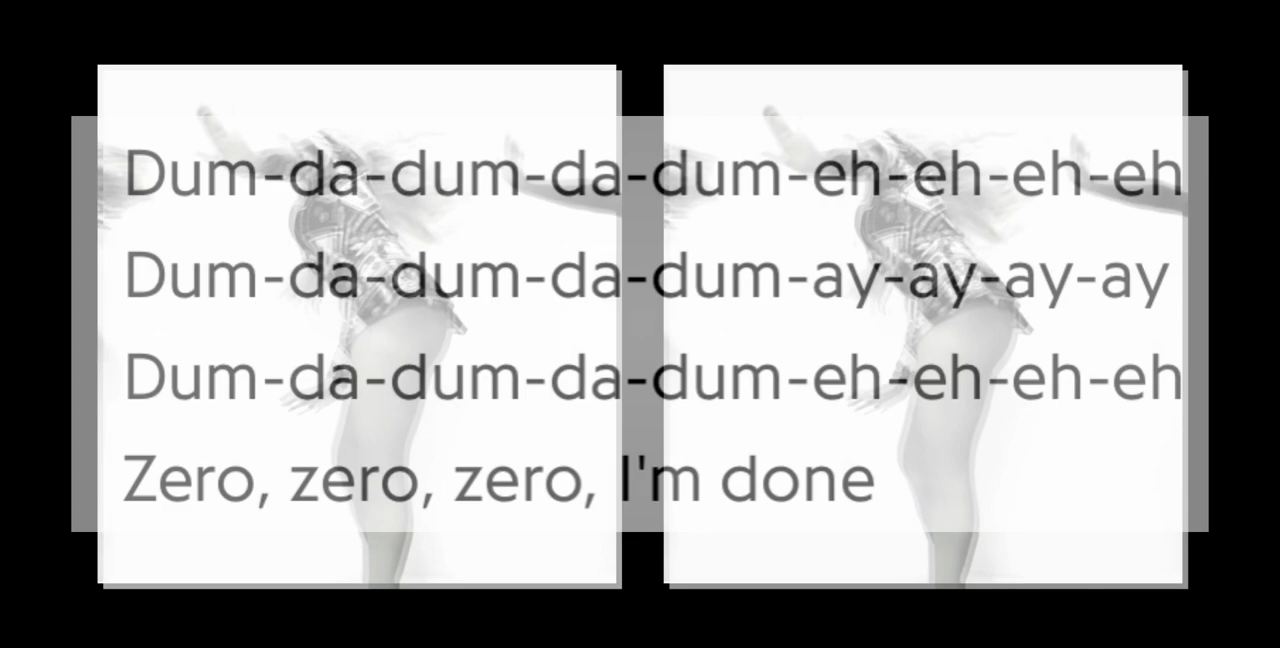 Dum-da-dum-da-dum-eh-eh-eh-eh
Dum-da-dum-da-dum-ay-ay-ay-ay
Dum-da-dum-da-dum-eh-eh-eh-eh
Zero, zero, zero, I'm done